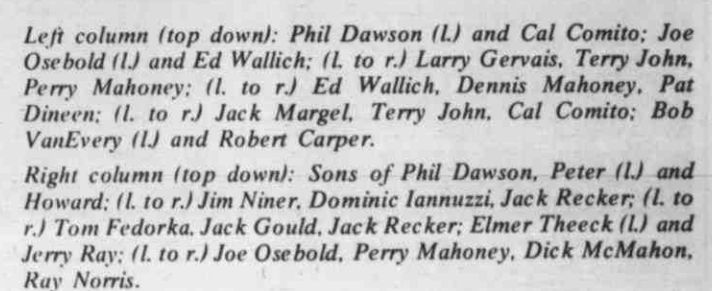 Left column (top down): Phil Dawson (l.) and Cal Comito; Joe
Osebold (l.) and Ed Wallich; (l. to r.) Larry Gervais, Terry John,
Perry Mahoney; (l. to r.) Ed Wallich, Dennis Mahoney, Pat
Dineen; (l. to r.) Jack Margel, Terry John, Cal Comito; Bob
VanEvery (l.) and Robert Carper.
Right column (top down): Sons of Phil Dawson, Peter (l.) and
Howard; (l. to r.) Jim Niner, Dominic Iannuzzi, Jack Recker; (l. to
r.) Tom Fedorka, Jack Gould, Jack Recker; Elmer Theeck (l.) and
Jerry Ray; (l. to r.) Joe Osebold, Perry Mahoney, Dick McMahon,
Ray Norris.